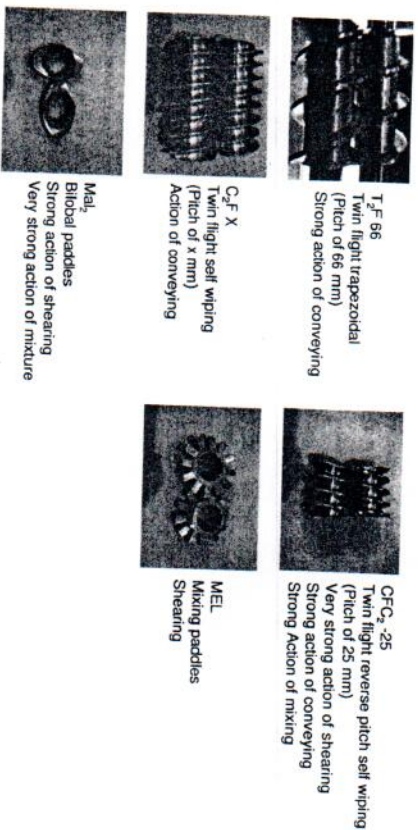 T₂F 66
Twin flight trapezoidal
(Pitch of 66 mm)
Strong action of conveying
C₂F X
Twin flight self wiping
(Pitch of x mm)
Action of conveying
Mal₂
Bilobal paddles
Strong action of shearing
Very strong action of mixture
CFC₂ -25
Twin flight reverse pitch self wiping
(Pitch of 25 mm)
Very strong action of shearing
Strong action of conveying
Strong Action of mixing
MEL
Mixing paddles
Shearing